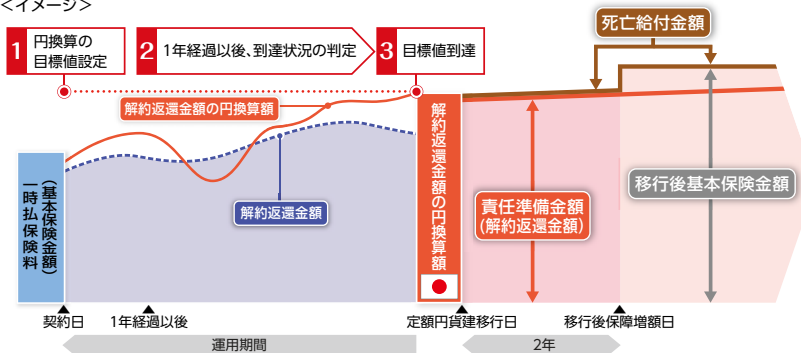 <イメージ>
1 円換算の
目標値設定
2 1年経過以後、到達状況の判定
3 目標値到達
死亡給付金額
解約返還金額の円換算額
解約返還金額
一時払保険料
(基本保険金額)
解約返還金額の円換算額
責任準備金額
(解約返還金額)
移行後基本保険金額
契約日
1年経過以後
定額円貨建移行日
移行後保障増額日
運用期間
2年